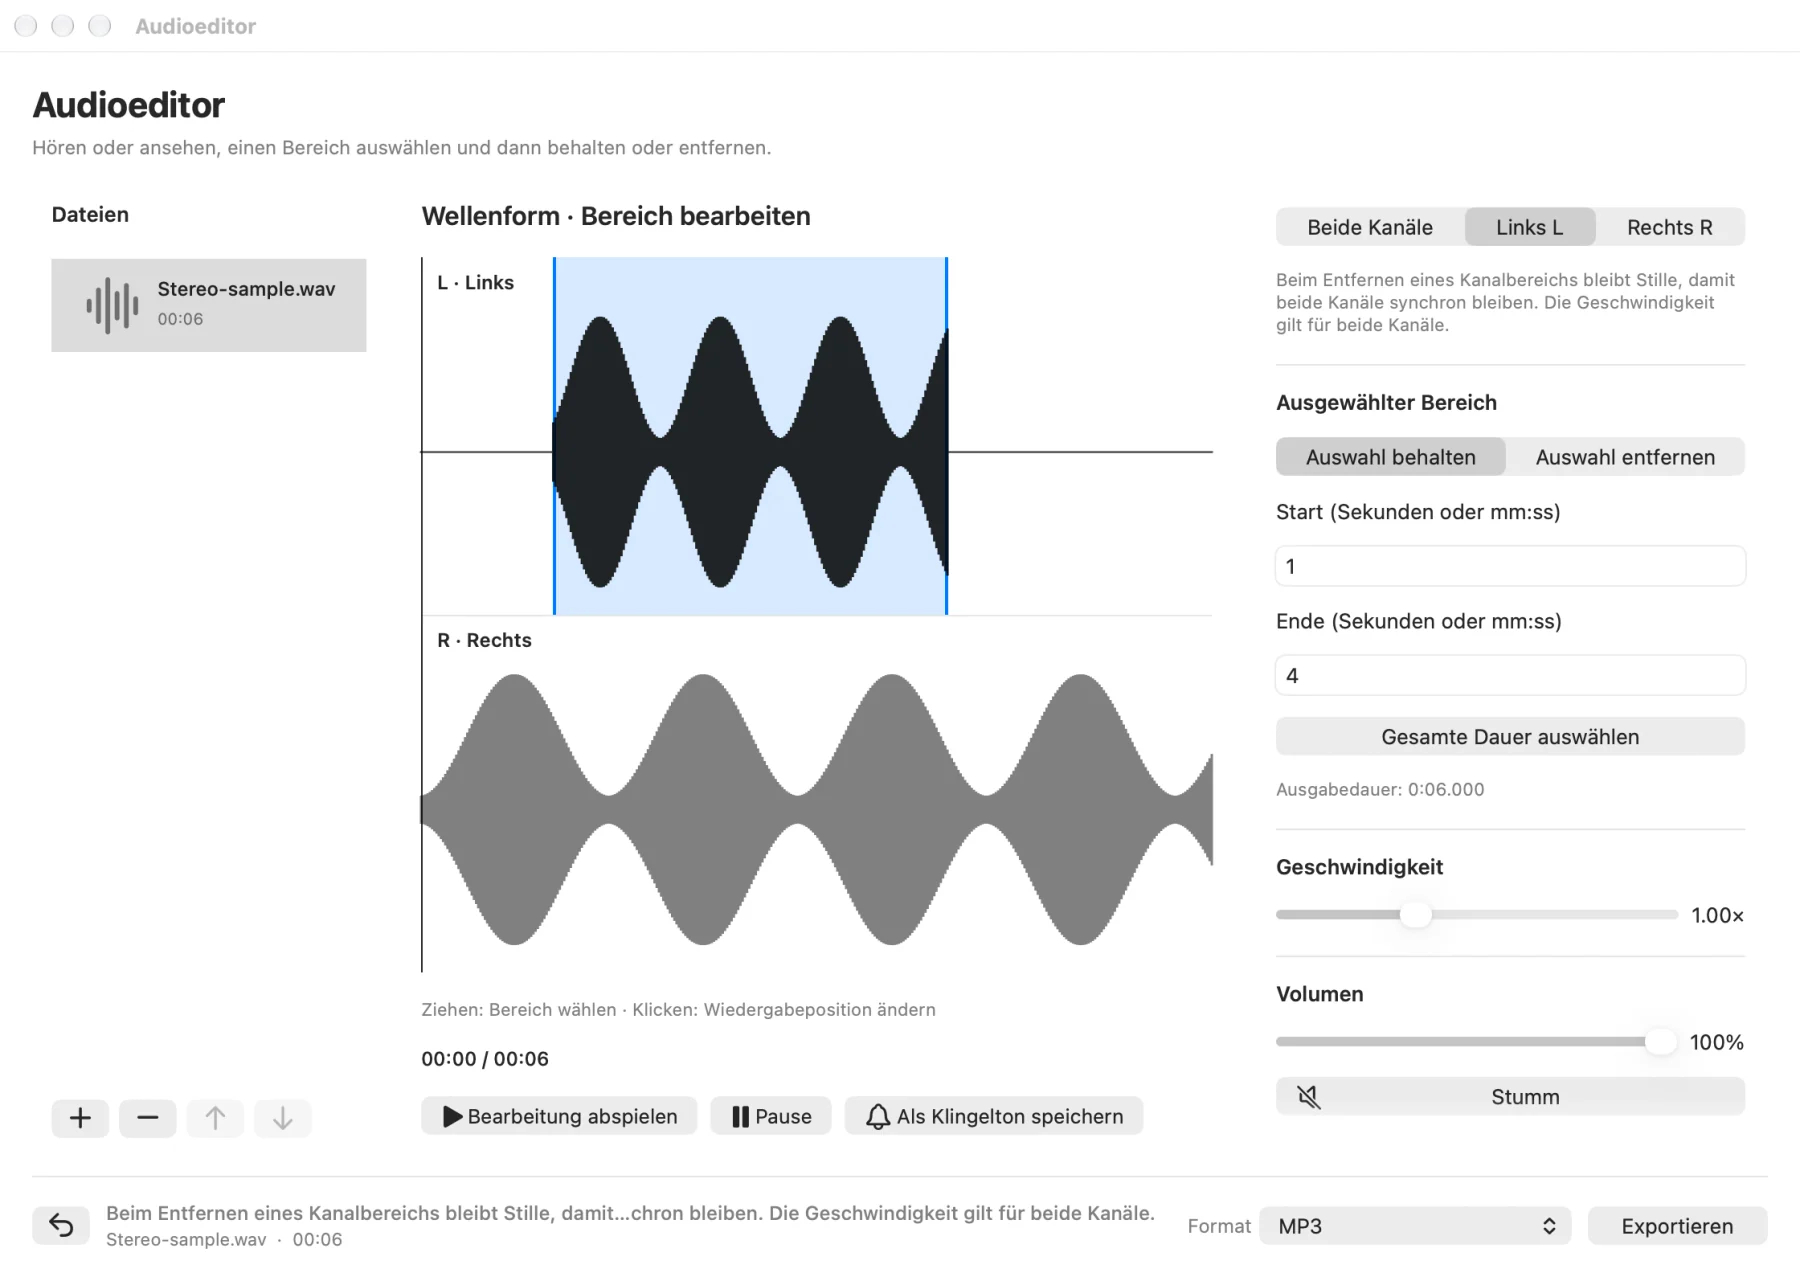 Audioeditor
Audioeditor
Hören oder ansehen, einen Bereich auswählen und dann behalten oder entfernen.
Dateien
Stereo-sample.wav
00:06
Wellenform · Bereich bearbeiten
L · Links
R · Rechts
Ziehen: Bereich wählen · Klicken: Wiedergabeposition ändern
00:00 / 00:06
Bearbeitung abspielen
Pause
Als Klingelton speichern
Beide Kanäle
Links L
Rechts R
Beim Entfernen eines Kanalbereichs bleibt Stille, damit
beide Kanäle synchron bleiben. Die Geschwindigkeit
gilt für beide Kanäle.
Ausgewählter Bereich
Auswahl behalten
Auswahl entfernen
Start (Sekunden oder mm:ss)
1
Ende (Sekunden oder mm:ss)
4
Gesamte Dauer auswählen
Ausgabedauer: 0:06.000
Geschwindigkeit
1.00×
Volumen
100%
Stumm
Beim Entfernen eines Kanalbereichs bleibt Stille, damit...chron bleiben. Die Geschwindigkeit gilt für beide Kanäle.
Stereo-sample.wav · 00:06
Format
MP3
Exportieren